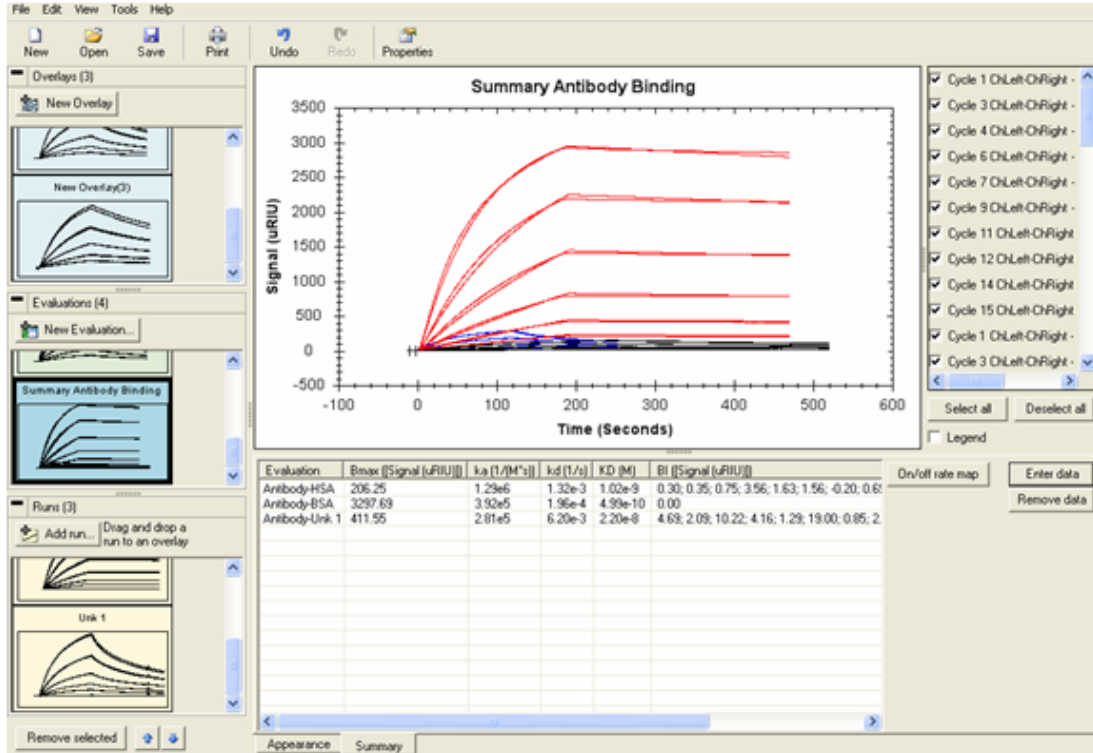 File Edit View Tools Help
New Open Save Print Undo Redo Properties
Overlays (3)
New Overlay
New Overlay(3)
Evaluations (4)
New Evaluation...
Summary Antibody Binding
Runs (3)
Add run... Drag and drop a
run to an overlay
Unk 1
Remove selected
Summary Antibody Binding
Signal (uRIU)
3500
3000
2500
2000
1500
1000
500
0
-500
-100 0 100 200 300 400 500 600
Time (Seconds)
Cycle 1 ChLeft-ChRight -
Cycle 3 ChLeft-ChRight -
Cycle 4 ChLeft-ChRight -
Cycle 6 ChLeft-ChRight -
Cycle 7 ChLeft-ChRight -
Cycle 9 ChLeft-ChRight -
Cycle 11 ChLeft-ChRight
Cycle 12 ChLeft-ChRight
Cycle 14 ChLeft-ChRight
Cycle 15 ChLeft-ChRight
Cycle 1 ChLeft-ChRight -
Cycle 3 ChLeft-ChRight -
Select all Deselect all
Legend
Evaluation Bmax ([Signal (uRIU)]) ka (1/(M*s)) kd (1/s) KD (M) BI ([Signal (uRIU)])
Antibody-HSA 206.25 1.29e6 1.32e-3 1.02e-9 0.30; 0.35; 0.75; 3.56; 1.63; 1.56; -0.20;
Antibody-BSA 3297.69 3.92e5 1.96e-4 4.99e-10 0.00
Antibody-Unk 1 411.55 2.81e5 6.20e-3 2.20e-8 4.69; 2.09; 10.22; 4.16; 1.29; 19.00; 0.85; 2.
On/off rate map
Enter data
Remove data
Appearance Summary